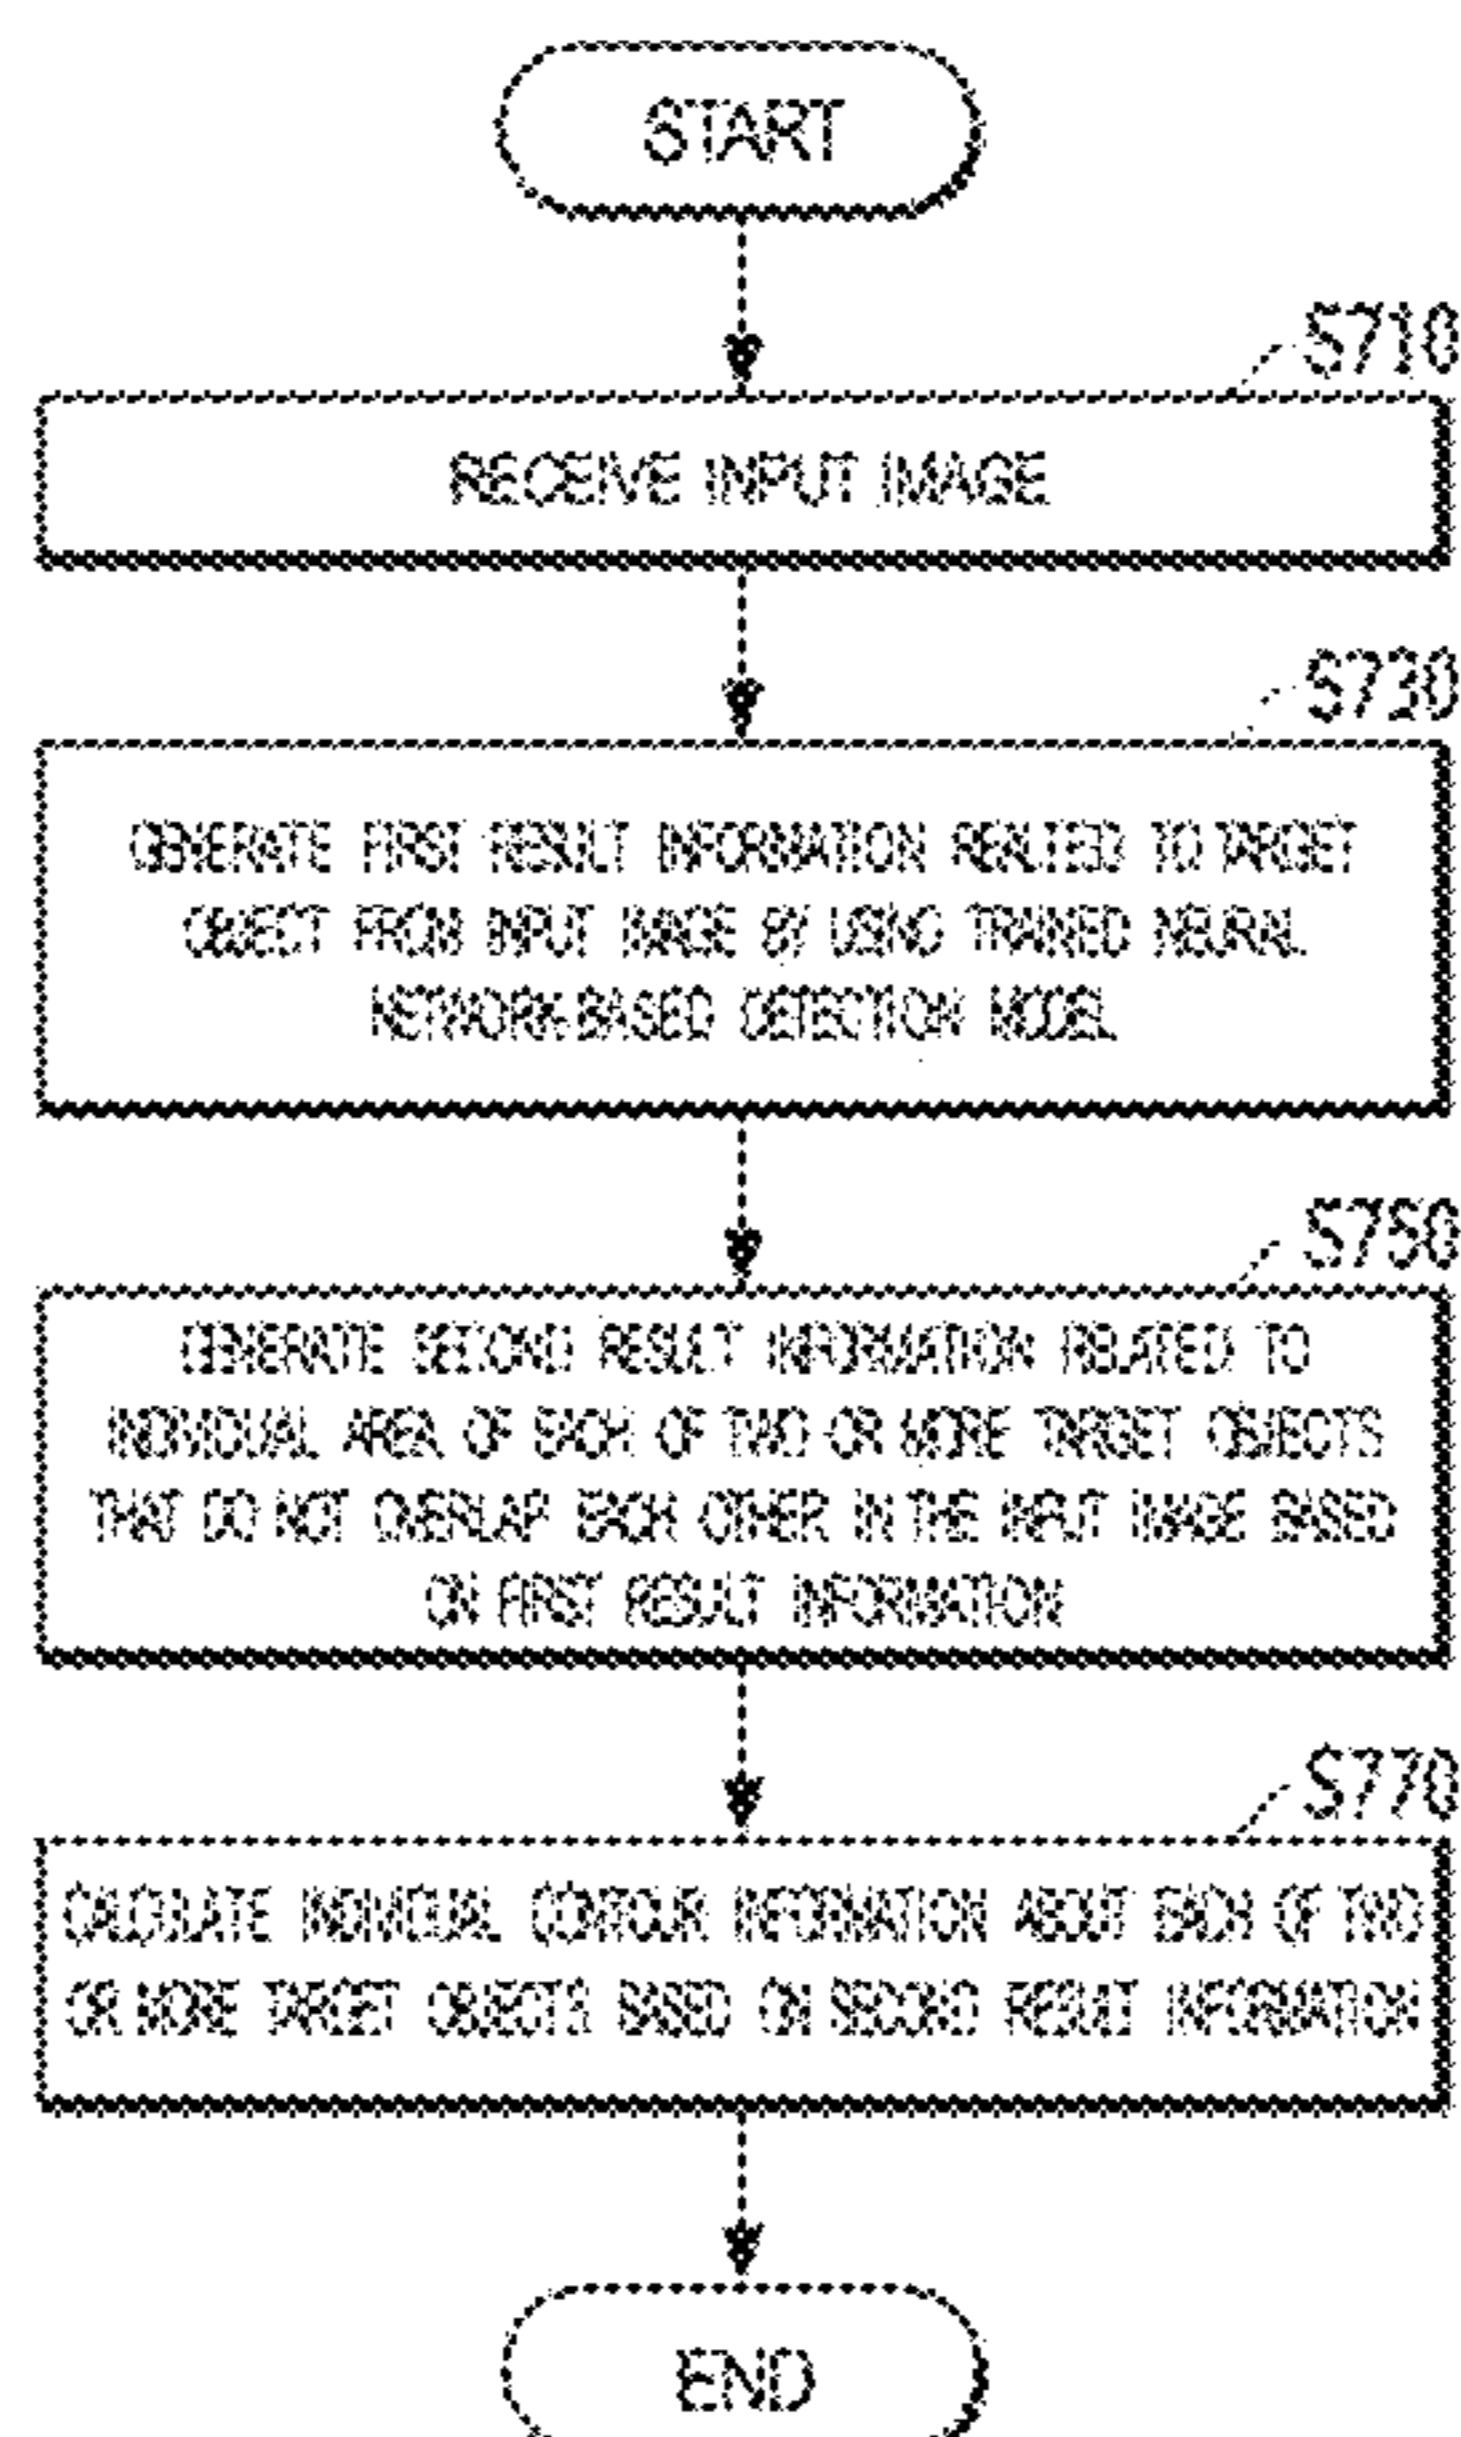 START
S710
RECEIVE INPUT IMAGE
S730
GENERATE FIRST RESULT INFORMATION REALTED TO TARGET
OBJECT FROM INPUT IMAGE BY USING TRAINED NEURAL
NETWORK-BASED DETECTION MODEL
S750
GENERATE SECOND RESULT INFORMATION RELATED TO
INDIVIDUAL AREA OF EACH OF TWO OR MORE TARGET OBJECTS
THAT DO NOT OVERLAP EACH OTHER IN THE INPUT IMAGE BASED
ON FIRST RESULT INFORMATION
S770
CALCULATE INDIVIDUAL CONTOUR INFORMATION ABOUT EACH OF TWO
OR MORE TARGET OBJECTS BASED ON SECOND RESULT INFORMATION
END